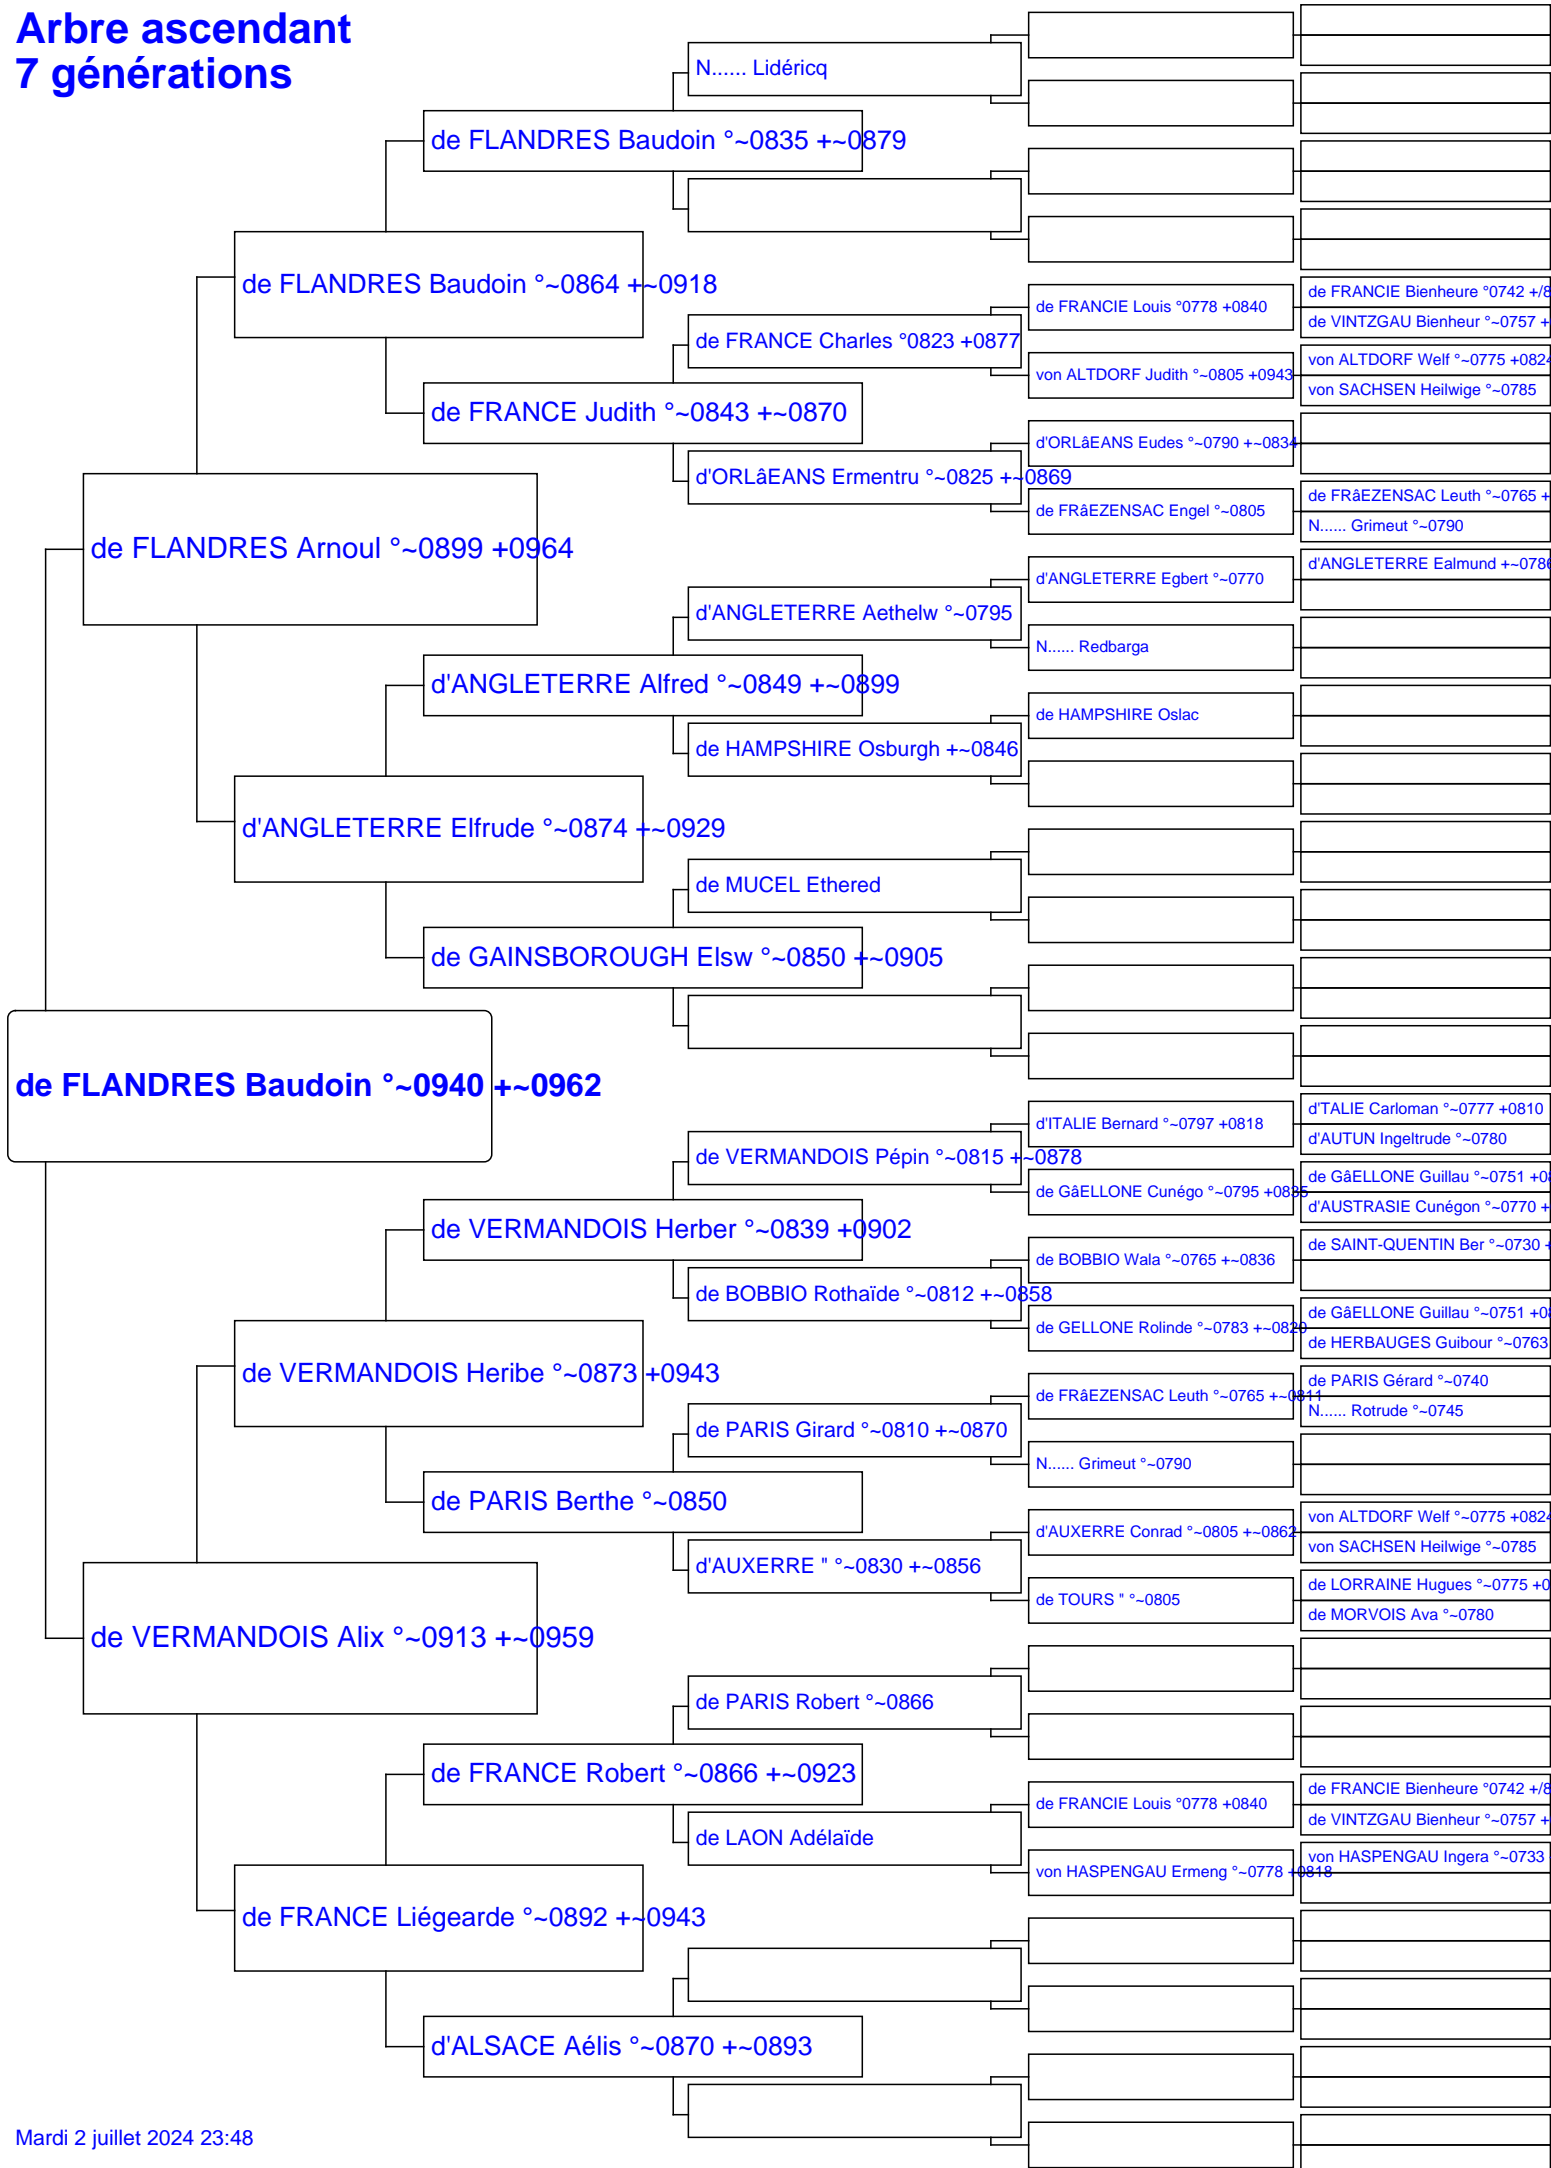 Arbre ascendant
7 générations
N...... Lidéricq
de FLANDRES Baudoin °~0835 +~0879
de FLANDRES Baudoin °~0864 +~0918
de FRANCIE Bienheure °0742 +/8
de FRANCIE Louis °0778 +0840
de VINTZGAU Bienheur °~0757 +
de FRANCE Charles °0823 +0877
von ALTDORF Welf °~0775 +0824
von ALTDORF Judith °~0805 +0943
von SACHSEN Heilwige °~0785
de FRANCE Judith °~0843 +~0870
d'ORLâEANS Eudes °~0790 +~0834
d'ORLâEANS Ermentru °~0825 +~0869
de FRâEZENSAC Leuth °~0765 +
de FRâEZENSAC Engel °~0805
N...... Grimeut °~0790
de FLANDRES Arnoul °~0899 +0964
d'ANGLETERRE Ealmund +~0786
d'ANGLETERRE Egbert °~0770
d'ANGLETERRE Aethelw °~0795
N...... Redbarga
d'ANGLETERRE Alfred °~0849 +~0899
de HAMPSHIRE Oslac
de HAMPSHIRE Osburgh +~0846
d'ANGLETERRE Elfrude °~0874 +~0929
de MUCEL Ethered
de GAINSBOROUGH Elsw °~0850 +~0905
de FLANDRES Baudoin °~0940 +~0962
d'TALIE Carloman °~0777 +0810
d'ITALIE Bernard °~0797 +0818
d'AUTUN Ingeltrude °~0780
de VERMANDOIS Pépin °~0815 +~0878
de GâELLONE Guillau °~0751 +08
de GâELLONE Cunégo °~0795 +0835
d'AUSTRASIE Cunégon °~0770 +
de VERMANDOIS Herber °~0839 +0902
de SAINT-QUENTIN Ber °~0730 +
de BOBBIO Wala °~0765 +~0836
de BOBBIO Rothaïde °~0812 +~0858
de GâELLONE Guillau °~0751 +08
de GELLONE Rolinde °~0783 +~0820
de HERBAUGES Guibour °~0763
de VERMANDOIS Heribe °~0873 +0943
de PARIS Gérard °~0740
de FRâEZENSAC Leuth °~0765 +~0811
N...... Rotrude °~0745
de PARIS Girard °~0810 +~0870
N...... Grimeut °~0790
de PARIS Berthe °~0850
von ALTDORF Welf °~0775 +0824
d'AUXERRE Conrad °~0805 +~0862
von SACHSEN Heilwige °~0785
d'AUXERRE " °~0830 +~0856
de LORRAINE Hugues °~0775 +0
de TOURS " °~0805
de MORVOIS Ava °~0780
de VERMANDOIS Alix °~0913 +~0959
de PARIS Robert °~0866
de FRANCE Robert °~0866 +~0923
de FRANCIE Bienheure °0742 +/8
de FRANCIE Louis °0778 +0840
de VINTZGAU Bienheur °~0757 +
de LAON Adélaïde
von HASPENGAU Ingera °~0733
von HASPENGAU Ermeng °~0778 +0818
de FRANCE Liégearde °~0892 +~0943
d'ALSACE Aélis °~0870 +~0893
Mardi 2 juillet 2024 23:48